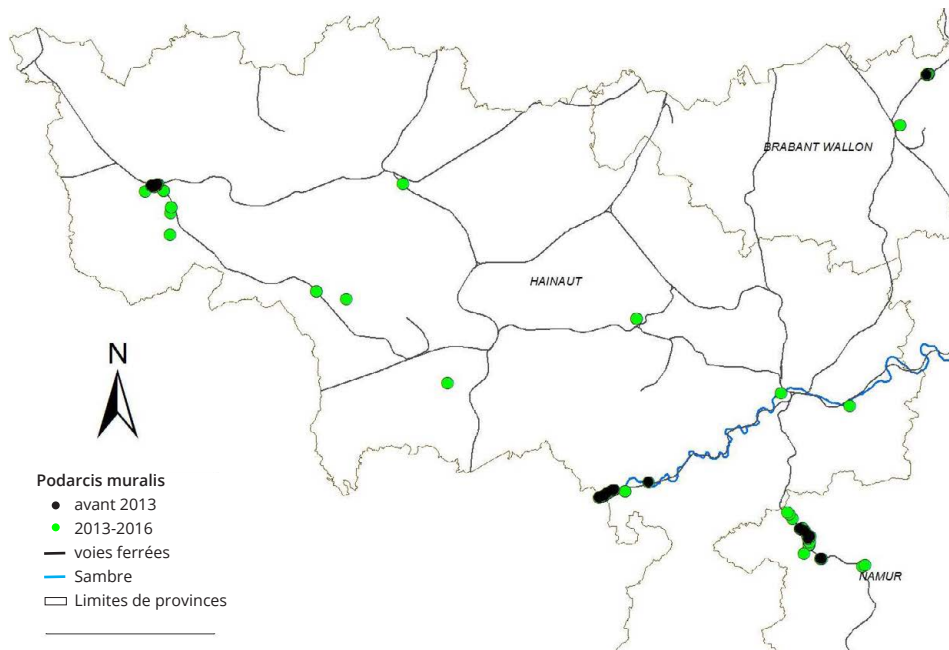 BRABANT WALLON
HAINAUT
N
NAMUR
Podarcis muralis
avant 2013
2013-2016
voies ferrées
Sambre
Limites de provinces